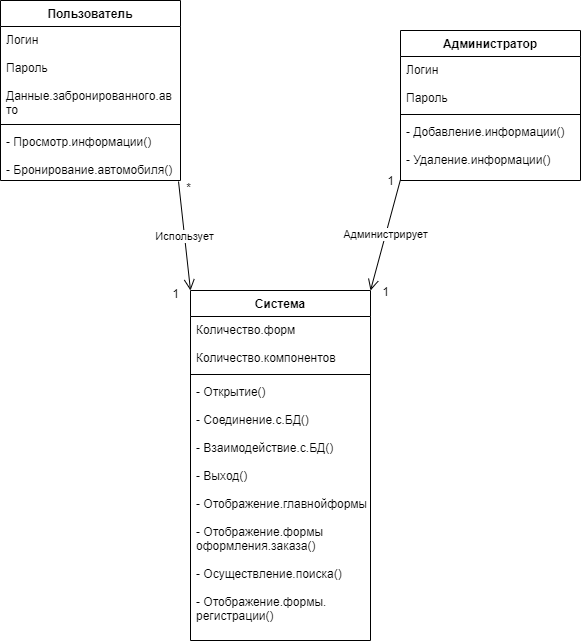 Пользователь
Логин
Пароль
Данные.забронированного.ав
то
- Просмотр.информации()
- Бронирование.автомобиля()
Администратор
Логин
Пароль
- Добавление.информации()
- Удаление.информации()
*
1
Использует
Администрирует
1
1
Система
Количество.форм
Количество.компонентов
- Открытие()
- Соединение.с.БД()
- Взаимодействие.с.БД()
- Выход()
- Отображение.главнойформы
- Отображение.формы
оформления.заказа()
- Осуществление.поиска()
- Отображение.формы.
регистрации()